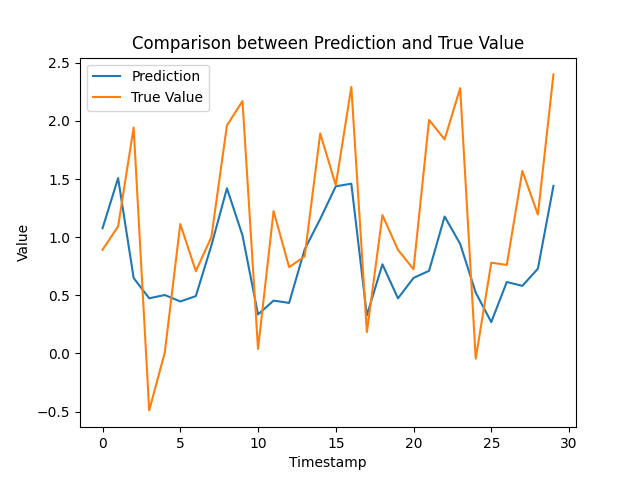 Comparison between Prediction and True Value
Prediction
True Value
2.5
2.0
1.5
1.0
0.5
0.0
−0.5
Value
0 5 10 15 20 25 30
Timestamp